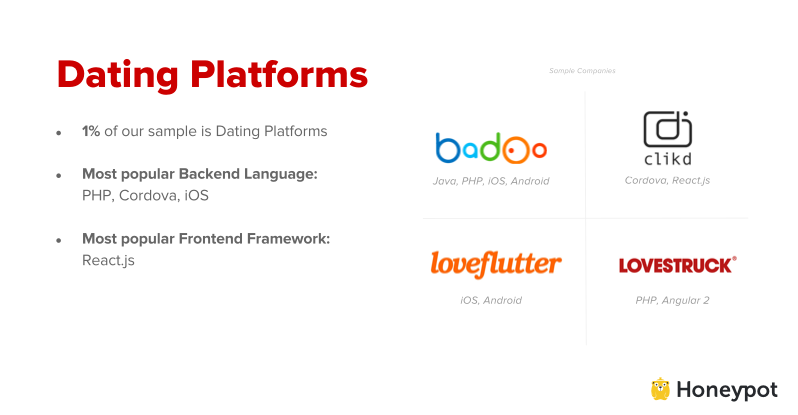 Dating Platforms
• 1% of our sample is Dating Platforms
• Most popular Backend Language:
PHP, Cordova, iOS
• Most popular Frontend Framework:
React.js
Sample Companies
badoo
Java, PHP, iOS, Android
clikd
Cordova, React.js
loveflutter
iOS, Android
LOVESTRUCK®
PHP, Angular 2
Honeypot